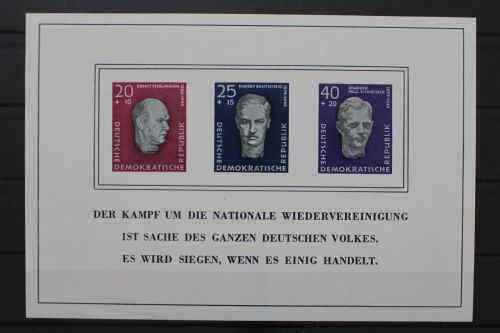 20
+ 10
ERNST THÄLMANN
DEUTSCHE
DEMOKRATISCHE
REPUBLIK
25
+ 15
RUDOLF BREITSCHEID
DEUTSCHE
DEMOKRATISCHE
REPUBLIK
40
+ 20
PFARRER
PAUL SCHNEIDER
DEUTSCHE
DEMOKRATISCHE
REPUBLIK
DER KAMPF UM DIE NATIONALE WIEDERVEREINIGUNG
IST SACHE DES GANZEN DEUTSCHEN VOLKES.
ES WIRD SIEGEN, WENN ES EINIG HANDELT.